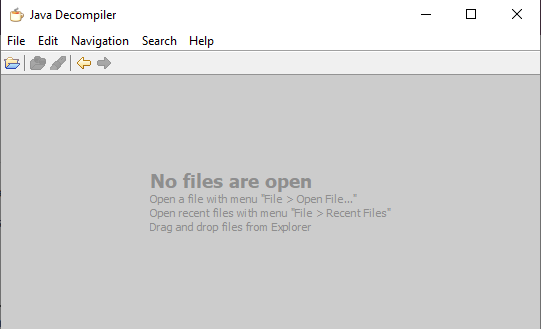 Java Decompiler
File Edit Navigation Search Help
No files are open
Open a file with menu "File > Open File..."
Open recent files with menu "File > Recent Files"
Drag and drop files from Explorer